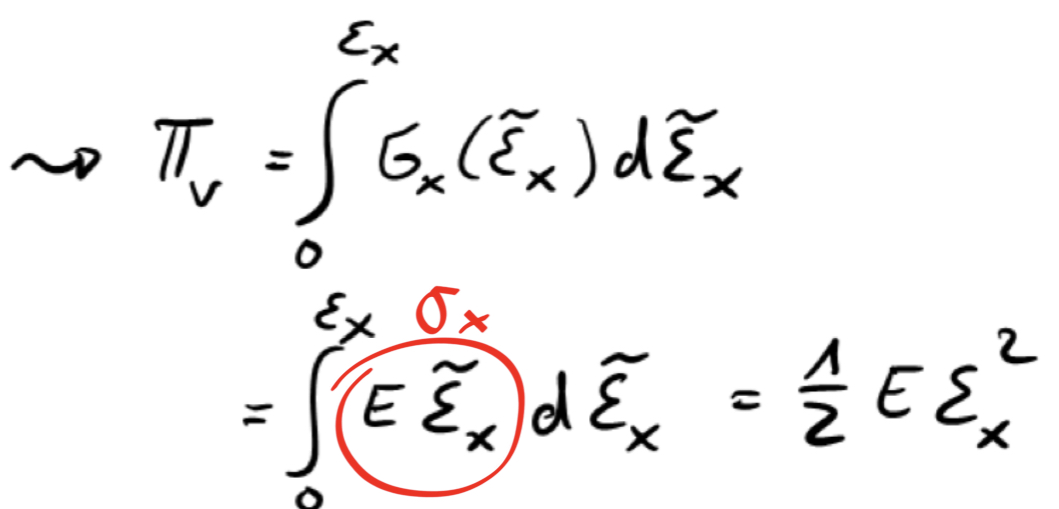 ⇝ π_v = ∫_0^{ε_x} σ_x(ε̃_x) dε̃_x
σ_x
= ∫_0^{ε_x} E ε̃_x dε̃_x = 1/2 E ε_x^2